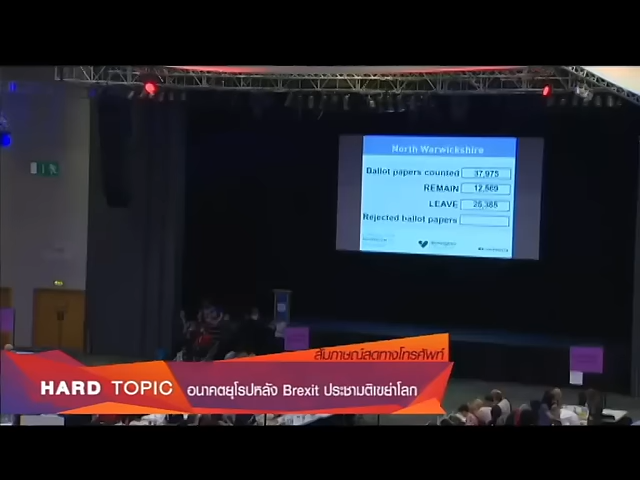 North Warwickshire
Ballot papers counted 37,975
REMAIN 12,569
LEAVE 25,385
Rejected ballot papers
สัมภาษณ์สดทางโทรศัพท์
HARD TOPIC อนาคตยุโรปหลัง Brexit ประชามติเขย่าโลก